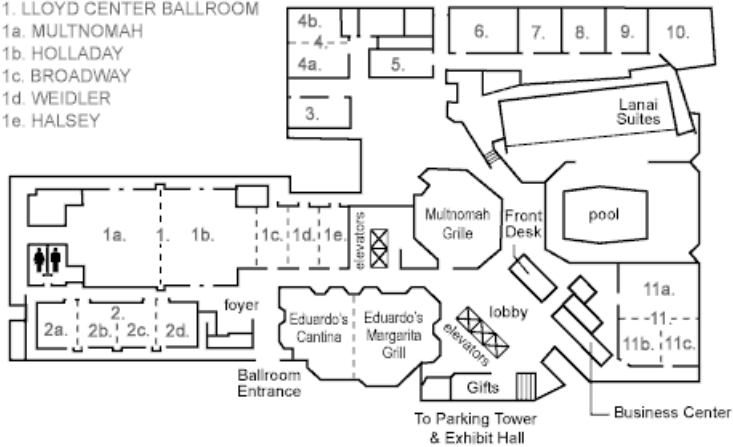 1. LLOYD CENTER BALLROOM
1a. MULTNOMAH
1b. HOLLADAY
1c. BROADWAY
1d. WEIDLER
1e. HALSEY
4b.
4.
4a.
3.
5.
6.
7.
8.
9.
10.
Lanai
Suites
1a.
1.
1b.
1c.
1d.
1e.
elevators
Multnomah
Grille
Front
Desk
pool
2.
2a.
2b.
2c.
2d.
foyer
Eduardo's
Cantina
Eduardo's
Margarita
Grill
lobby
elevators
11a.
11.
11b.
11c.
Ballroom
Entrance
Gifts
Business Center
To Parking Tower
& Exhibit Hall